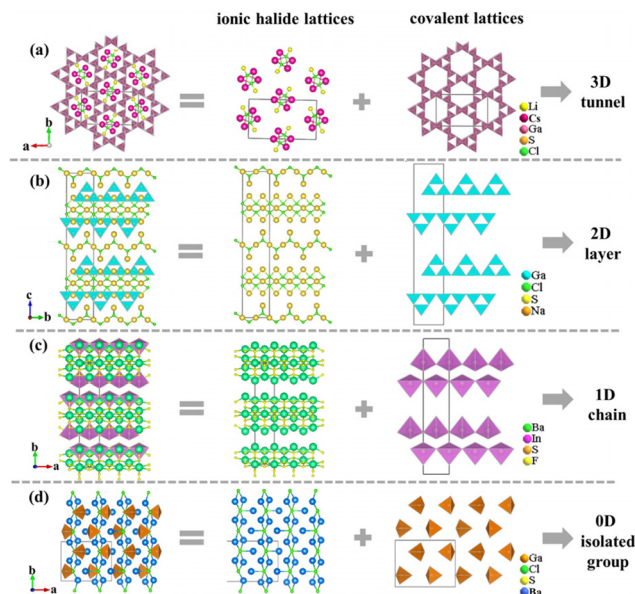 ionic halide lattices covalent lattices
(a)
b
a
Li
Cs
Ga
S
Cl
3D
tunnel
(b)
c
b
Ga
Cl
S
Na
2D
layer
(c)
b
a
Ba
In
S
F
1D
chain
(d)
b
a
Ga
Cl
S
Ba
0D
isolated
group